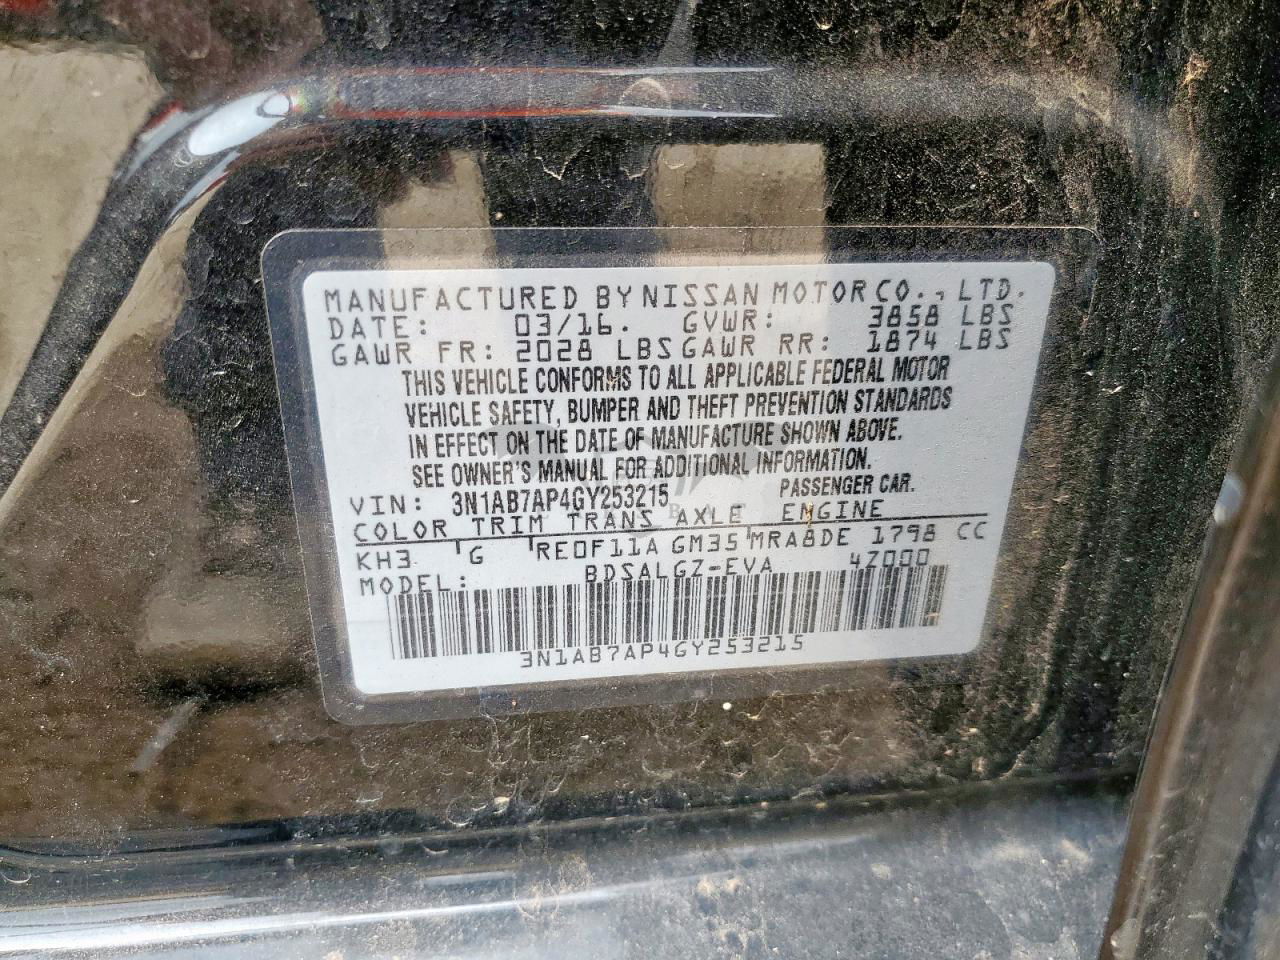 MANUFACTURED BY NISSAN MOTOR CO., LTD.
DATE: 03/16. GVWR: 3858 LBS
GAWR FR: 2028 LBS GAWR RR: 1874 LBS
THIS VEHICLE CONFORMS TO ALL APPLICABLE FEDERAL MOTOR
VEHICLE SAFETY, BUMPER AND THEFT PREVENTION STANDARDS
IN EFFECT ON THE DATE OF MANUFACTURE SHOWN ABOVE.
SEE OWNER'S MANUAL FOR ADDITIONAL INFORMATION.
VIN: 3N1AB7AP4GY253215 PASSENGER CAR.
COLOR TRIM TRANS AXLE ENGINE
KH3 G RE0F11A GM35 MRA8DE 1798 CC
MODEL: BDSALGZ-EVA 4Z000
3N1AB7AP4GY253215